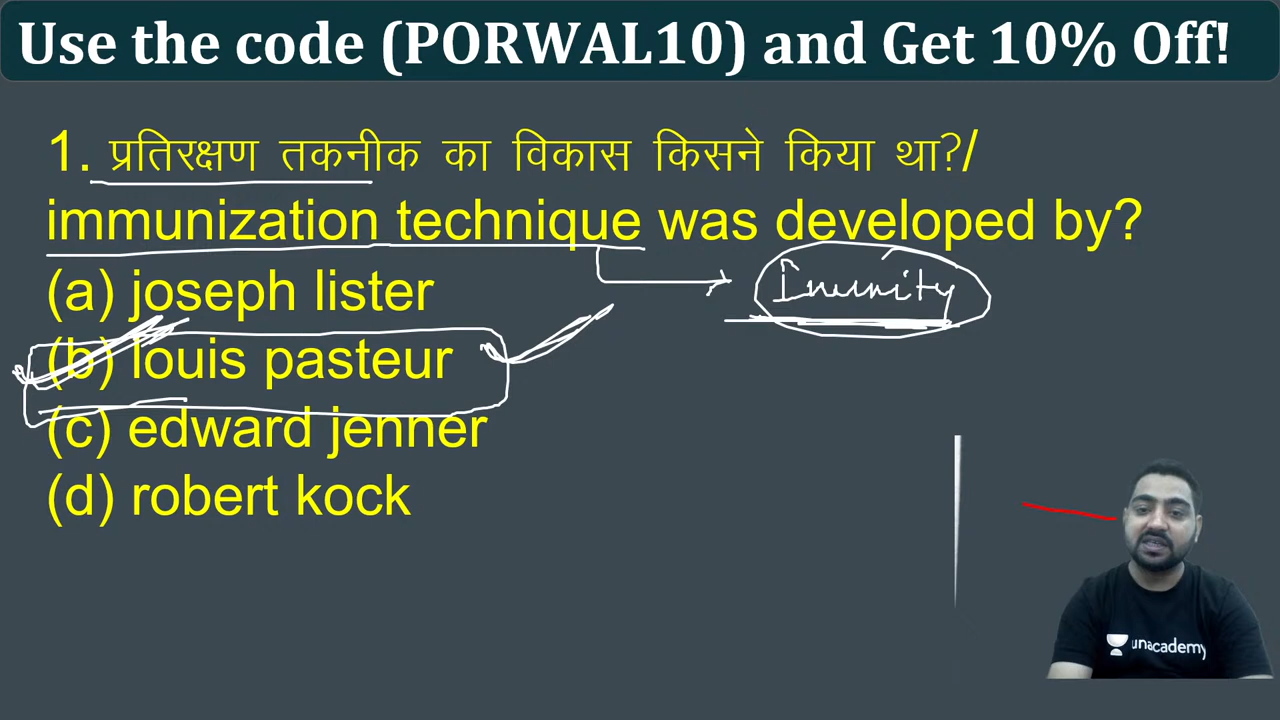 Use the code (PORWAL10) and Get 10% Off!
1. प्रतिरक्षण तकनीक का विकास किसने किया था?/
immunization technique was developed by?
(a) joseph lister
Imunity
(b) louis pasteur
(c) edward jenner
(d) robert kock
unacademy